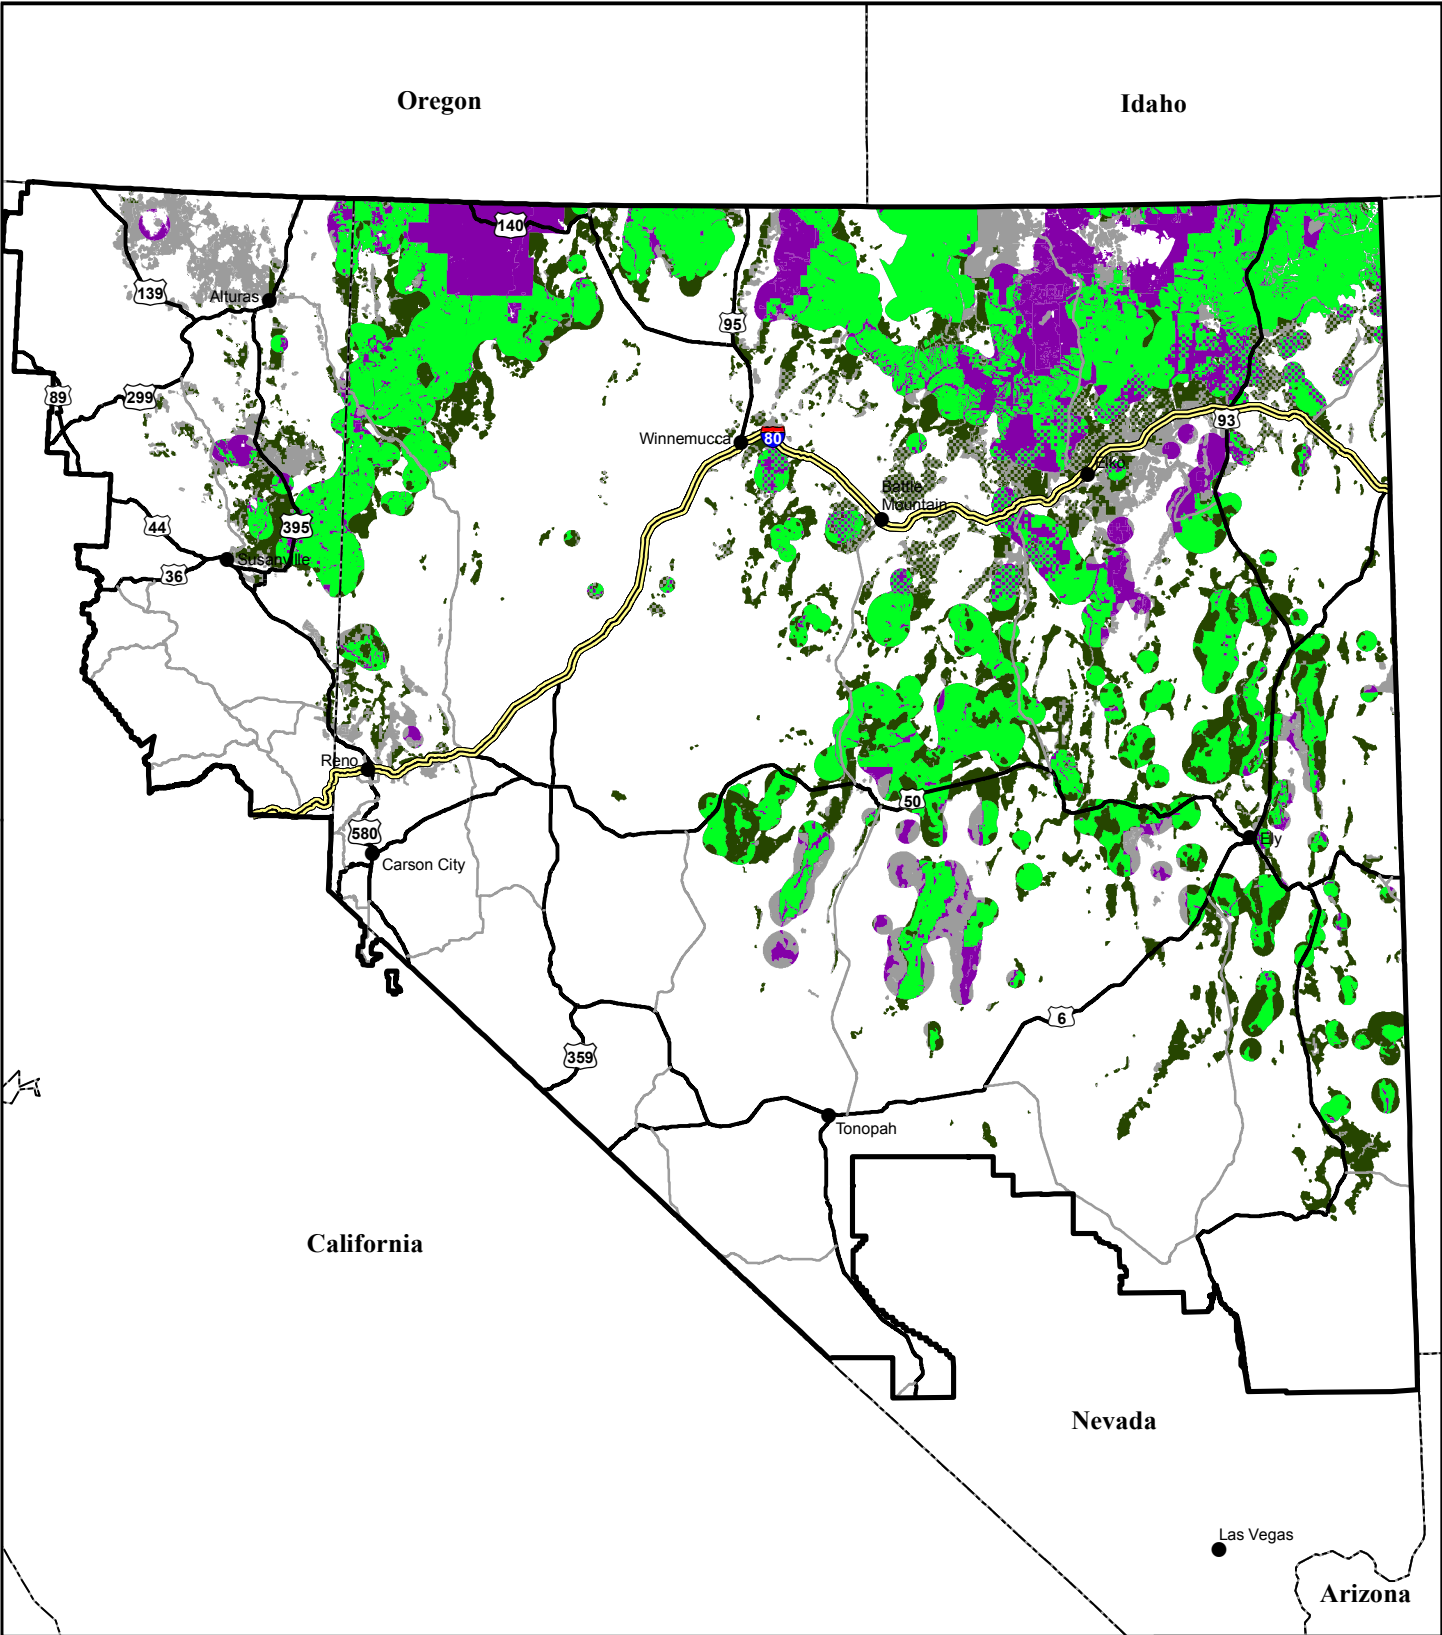 Oregon
Idaho
140
139
Alturas
95
89
299
93
Winnemucca
80
Elko
Battle
Mountain
44
395
Susanville
36
Reno
50
580
Ely
Carson City
6
359
Tonopah
California
Nevada
Las Vegas
Arizona